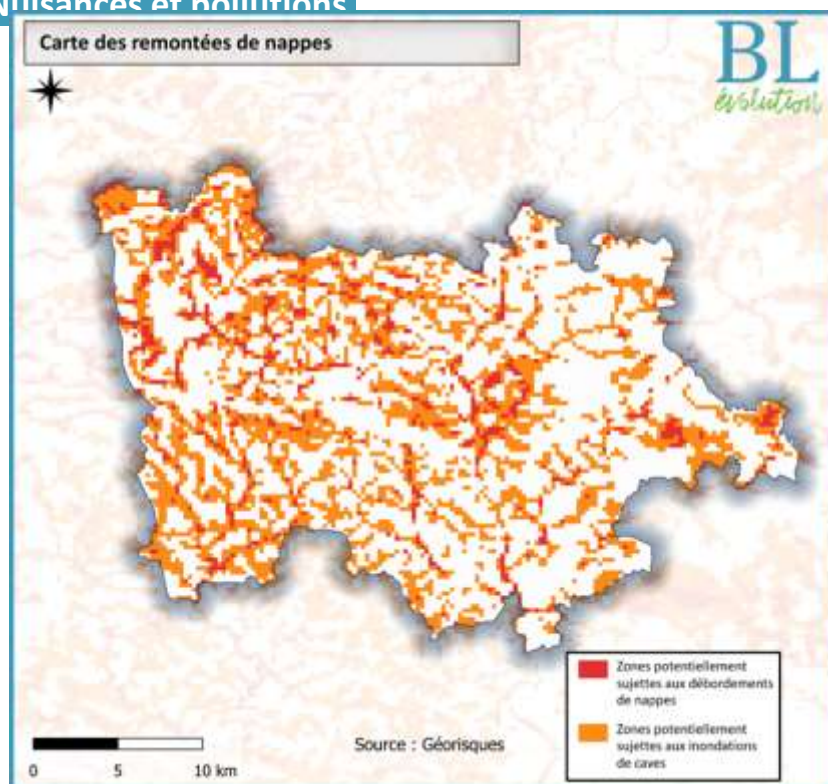 Nuisances et pollutions
Carte des remontées de nappes
BL
évolution
Zones potentiellement
sujettes aux débordements
de nappes
Zones potentiellement
sujettes aux inondations
de caves
Source : Géorisques
0 5 10 km